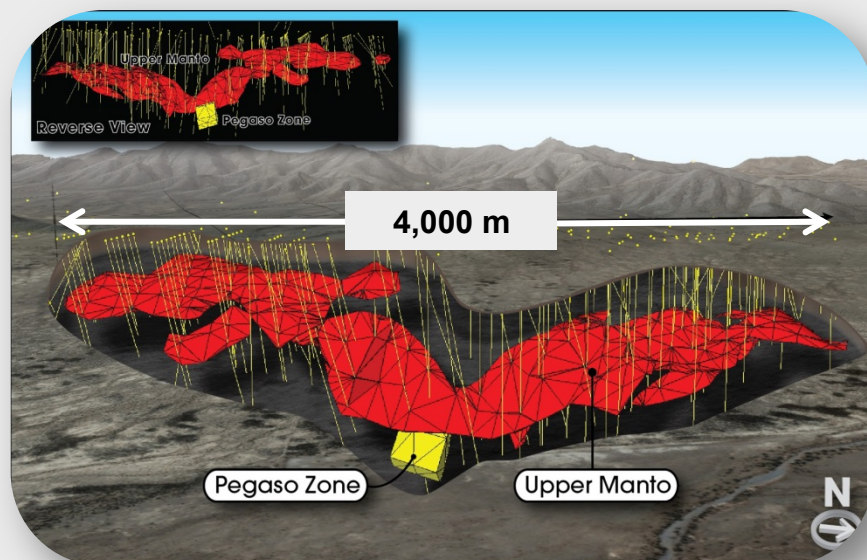 Upper Manto
Pegaso Zone
Reverse View
4,000 m
Pegaso Zone
Upper Manto
N